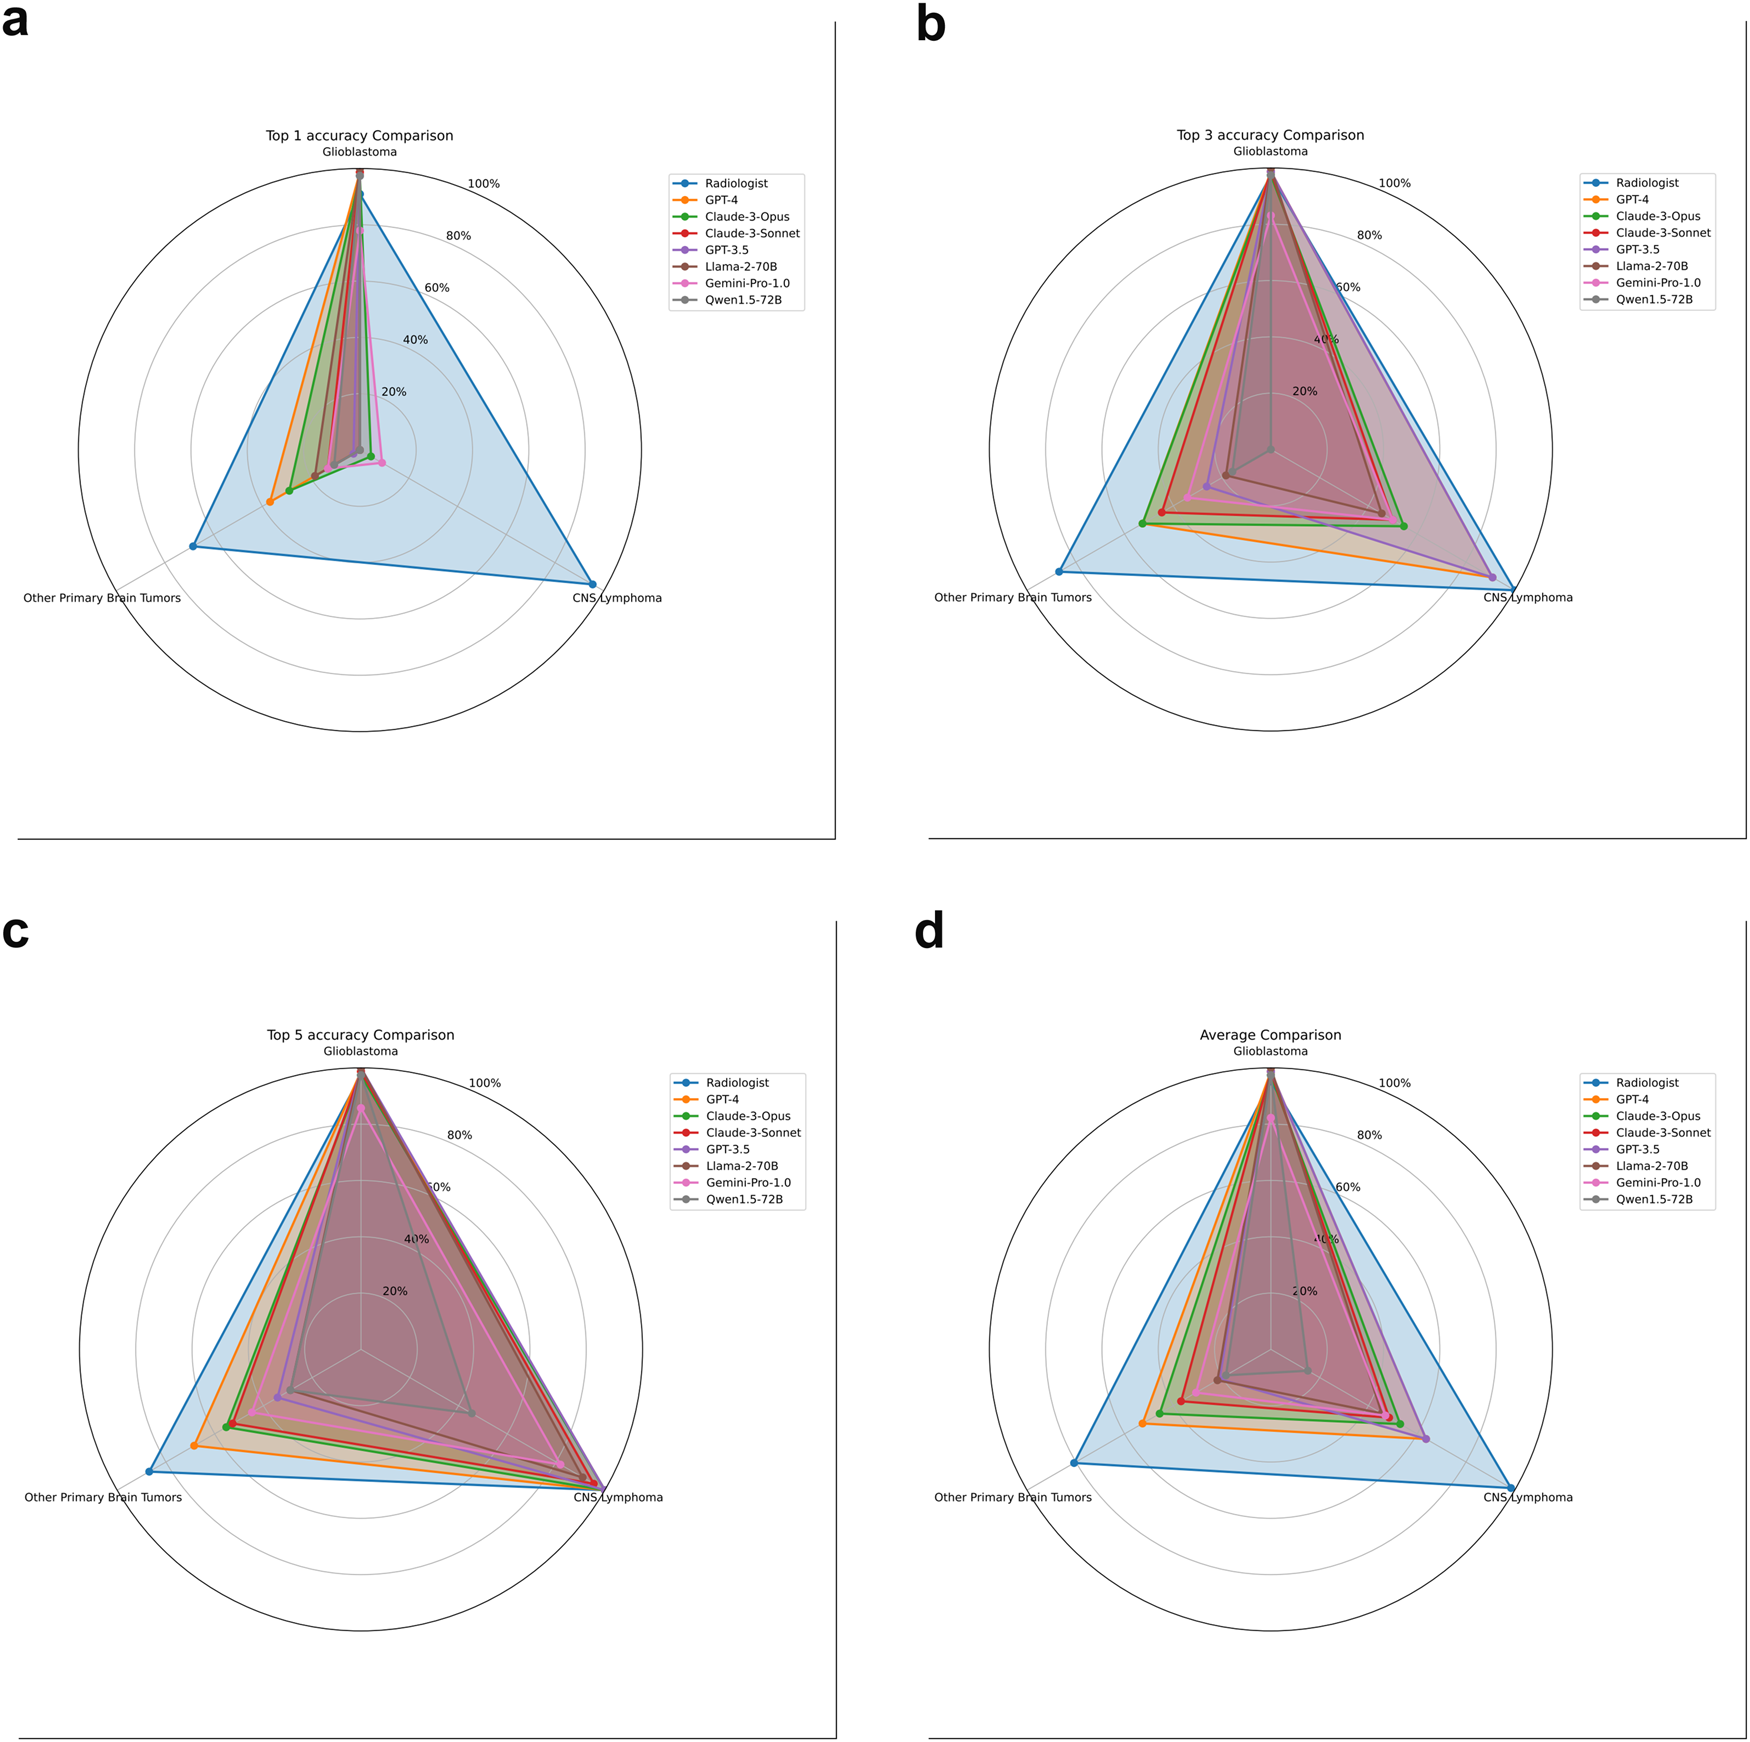 a
Top 1 accuracy Comparison
Glioblastoma
100%
80%
60%
40%
20%
Other Primary Brain Tumors
CNS Lymphoma
Radiologist
GPT-4
Claude-3-Opus
Claude-3-Sonnet
GPT-3.5
Llama-2-70B
Gemini-Pro-1.0
Qwen1.5-72B
b
Top 3 accuracy Comparison
Glioblastoma
100%
80%
60%
40%
20%
Other Primary Brain Tumors
CNS Lymphoma
Radiologist
GPT-4
Claude-3-Opus
Claude-3-Sonnet
GPT-3.5
Llama-2-70B
Gemini-Pro-1.0
Qwen1.5-72B
c
Top 5 accuracy Comparison
Glioblastoma
100%
80%
60%
40%
20%
Other Primary Brain Tumors
CNS Lymphoma
Radiologist
GPT-4
Claude-3-Opus
Claude-3-Sonnet
GPT-3.5
Llama-2-70B
Gemini-Pro-1.0
Qwen1.5-72B
d
Average Comparison
Glioblastoma
100%
80%
60%
40%
20%
Other Primary Brain Tumors
CNS Lymphoma
Radiologist
GPT-4
Claude-3-Opus
Claude-3-Sonnet
GPT-3.5
Llama-2-70B
Gemini-Pro-1.0
Qwen1.5-72B